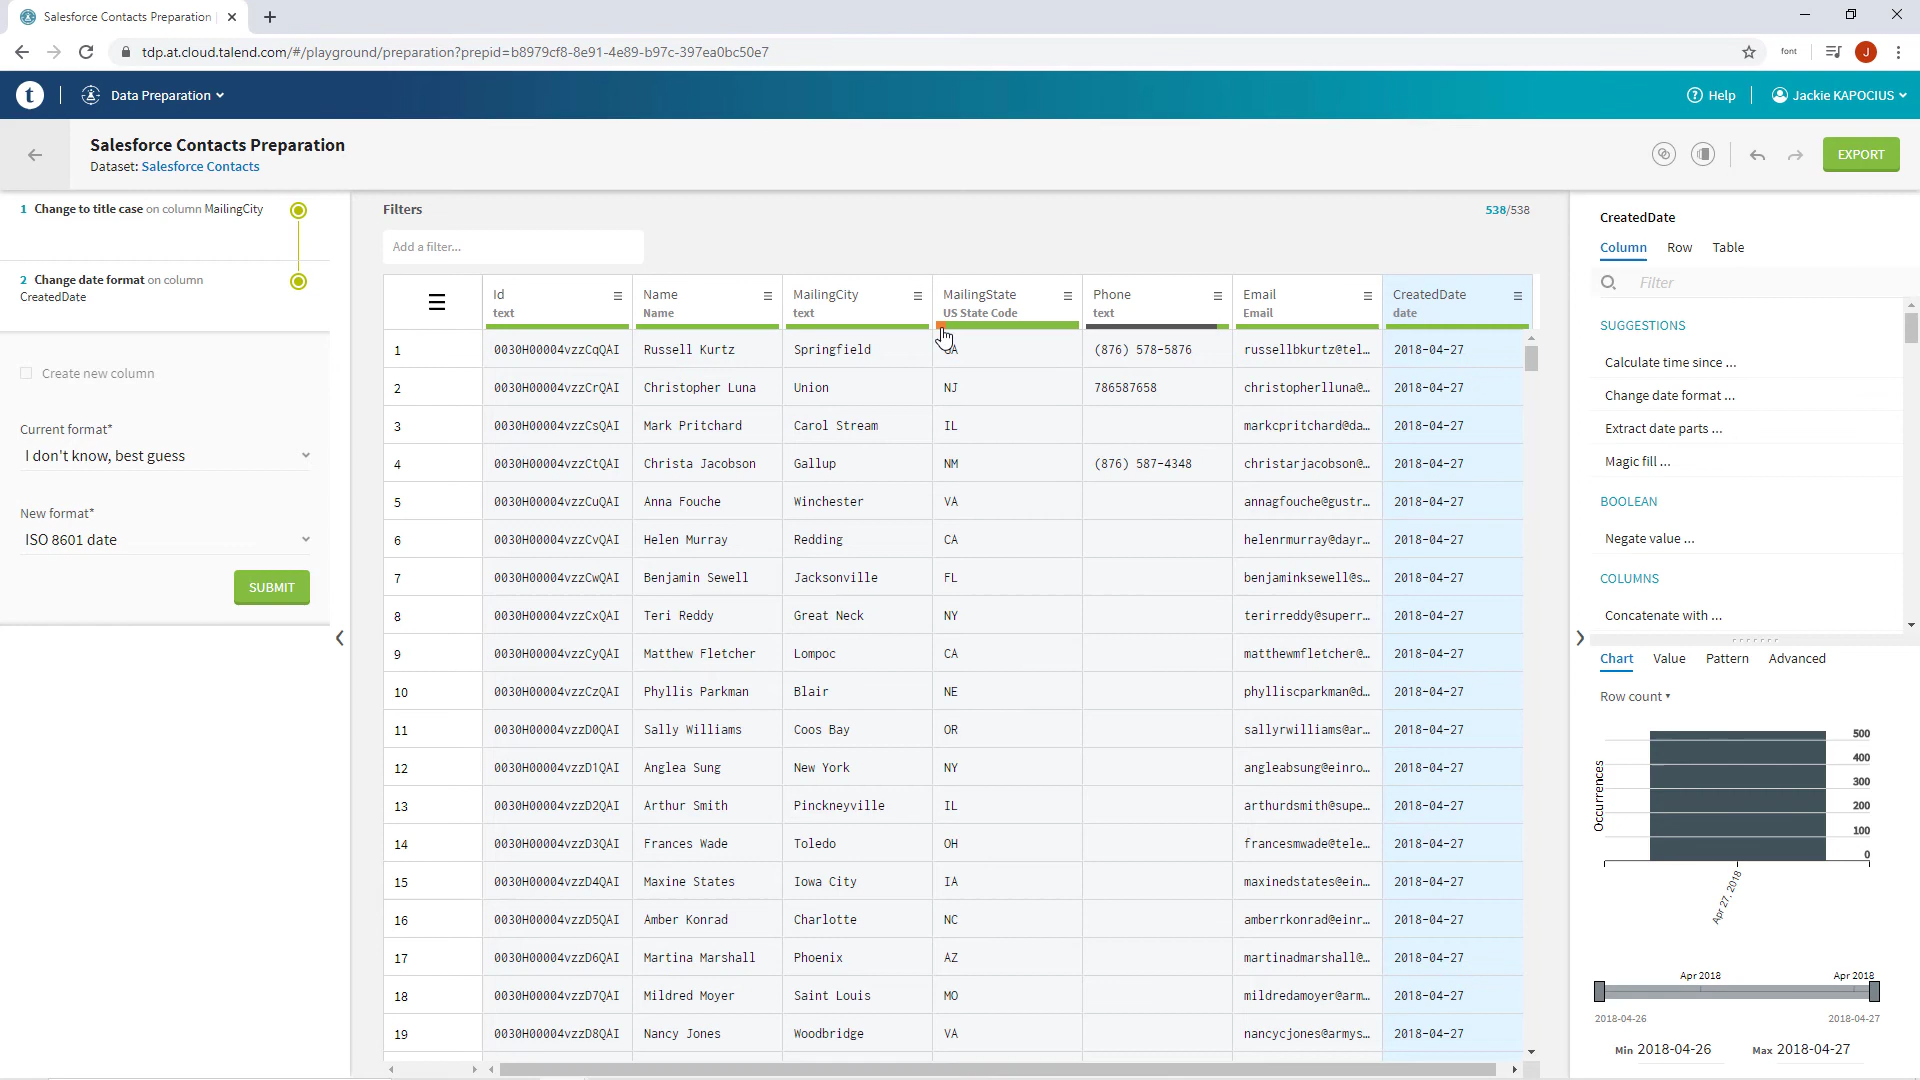 Salesforce Contacts Preparation
tdp.at.cloud.talend.com/#/playground/preparation?prepid=b8979cf8-8e91-4e89-b97c-397ea0bc50e7
font
J
t
Data Preparation
? Help
Jackie KAPOCIUS
Salesforce Contacts Preparation
Dataset: Salesforce Contacts
EXPORT
1 Change to title case on column MailingCity
2 Change date format on column
CreatedDate
Create new column
Current format*
I don't know, best guess
New format*
ISO 8601 date
SUBMIT
Filters
538/538
Add a filter...
Id Name MailingCity MailingState Phone Email CreatedDate
text Name text US State Code text Email date
1 0030H00004vzzCqQAI Russell Kurtz Springfield (876) 578-5876 russellbkurtz@tel... 2018-04-27
2 0030H00004vzzCrQAI Christopher Luna Union NJ 786587658 christopherlluna@... 2018-04-27
3 0030H00004vzzCsQAI Mark Pritchard Carol Stream IL markcpritchard@da... 2018-04-27
4 0030H00004vzzCtQAI Christa Jacobson Gallup NM (876) 587-4348 christarjacobson@... 2018-04-27
5 0030H00004vzzCuQAI Anna Fouche Winchester VA annagfouche@gustr... 2018-04-27
6 0030H00004vzzCvQAI Helen Murray Redding CA helenrmurray@dayr... 2018-04-27
7 0030H00004vzzCwQAI Benjamin Sewell Jacksonville FL benjaminksewell@s... 2018-04-27
8 0030H00004vzzCxQAI Teri Reddy Great Neck NY terirreddy@superr... 2018-04-27
9 0030H00004vzzCyQAI Matthew Fletcher Lompoc CA matthewmfletcher@... 2018-04-27
10 0030H00004vzzCzQAI Phyllis Parkman Blair NE phylliscparkman@d... 2018-04-27
11 0030H00004vzzD0QAI Sally Williams Coos Bay OR sallyrwilliams@ar... 2018-04-27
12 0030H00004vzzD1QAI Anglea Sung New York NY angleabsung@einro... 2018-04-27
13 0030H00004vzzD2QAI Arthur Smith Pinckneyville IL arthurdsmith@supe... 2018-04-27
14 0030H00004vzzD3QAI Frances Wade Toledo OH francesmwade@tele... 2018-04-27
15 0030H00004vzzD4QAI Maxine States Iowa City IA maxinedstates@ein... 2018-04-27
16 0030H00004vzzD5QAI Amber Konrad Charlotte NC amberrkonrad@einr... 2018-04-27
17 0030H00004vzzD6QAI Martina Marshall Phoenix AZ martinadmarshall@... 2018-04-27
18 0030H00004vzzD7QAI Mildred Moyer Saint Louis MO mildredamoyer@arm... 2018-04-27
19 0030H00004vzzD8QAI Nancy Jones Woodbridge VA nancycjones@armys... 2018-04-27
CreatedDate
Column Row Table
Filter
SUGGESTIONS
Calculate time since ...
Change date format ...
Extract date parts ...
Magic fill ...
BOOLEAN
Negate value ...
COLUMNS
Concatenate with ...
Chart Value Pattern Advanced
Row count
500
400
300
200
100
0
Occurrences
Apr 27, 2018
Apr 2018 Apr 2018
2018-04-26 2018-04-27
Min 2018-04-26 Max 2018-04-27